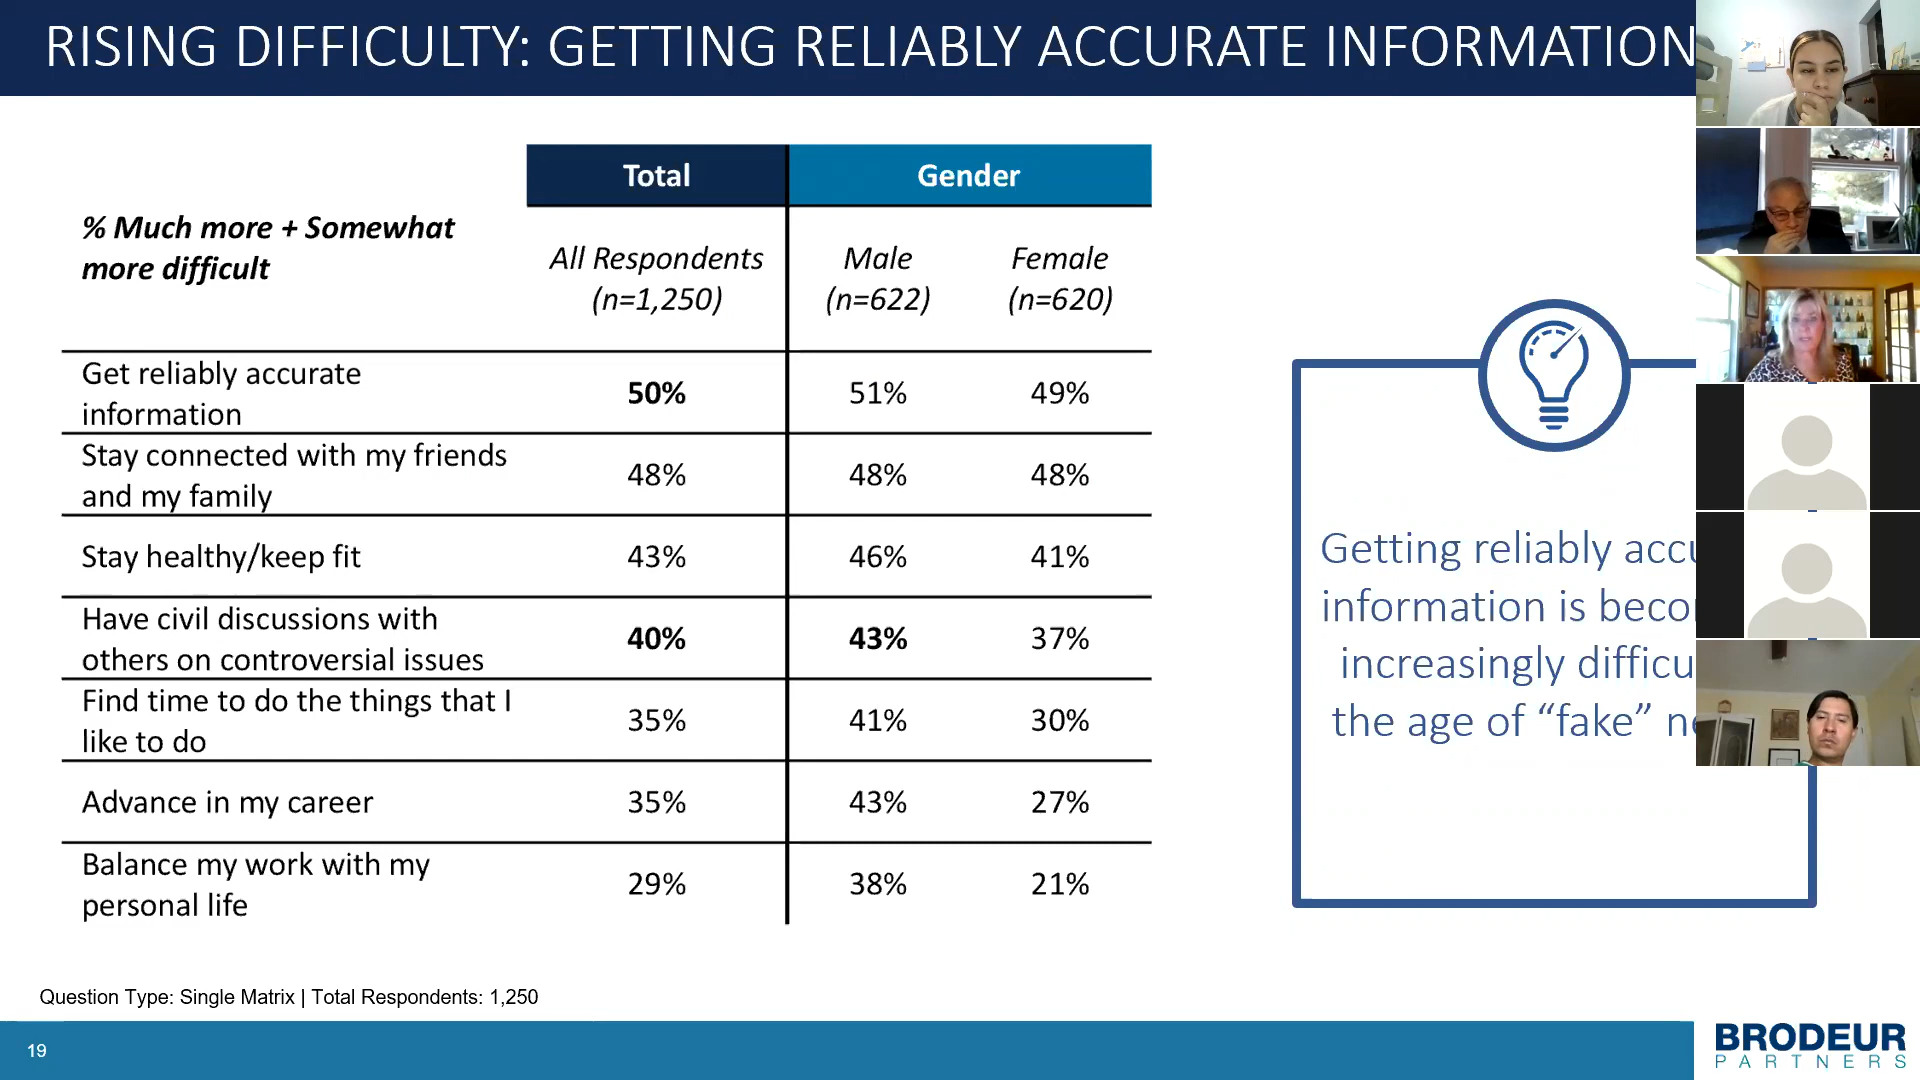 RISING DIFFICULTY: GETTING RELIABLY ACCURATE INFORMATION
Total
Gender
% Much more + Somewhat
more difficult
All Respondents
(n=1,250)
Male
(n=622)
Female
(n=620)
Get reliably accurate
information
50%
51%
49%
Stay connected with my friends
and my family
48%
48%
48%
Stay healthy/keep fit
43%
46%
41%
Have civil discussions with
others on controversial issues
40%
43%
37%
Find time to do the things that I
like to do
35%
41%
30%
Advance in my career
35%
43%
27%
Balance my work with my
personal life
29%
38%
21%
Getting reliably
information is
increasingly
the age of “fake”
Question Type: Single Matrix | Total Respondents: 1,250
19
BRODEUR
PARTNERS